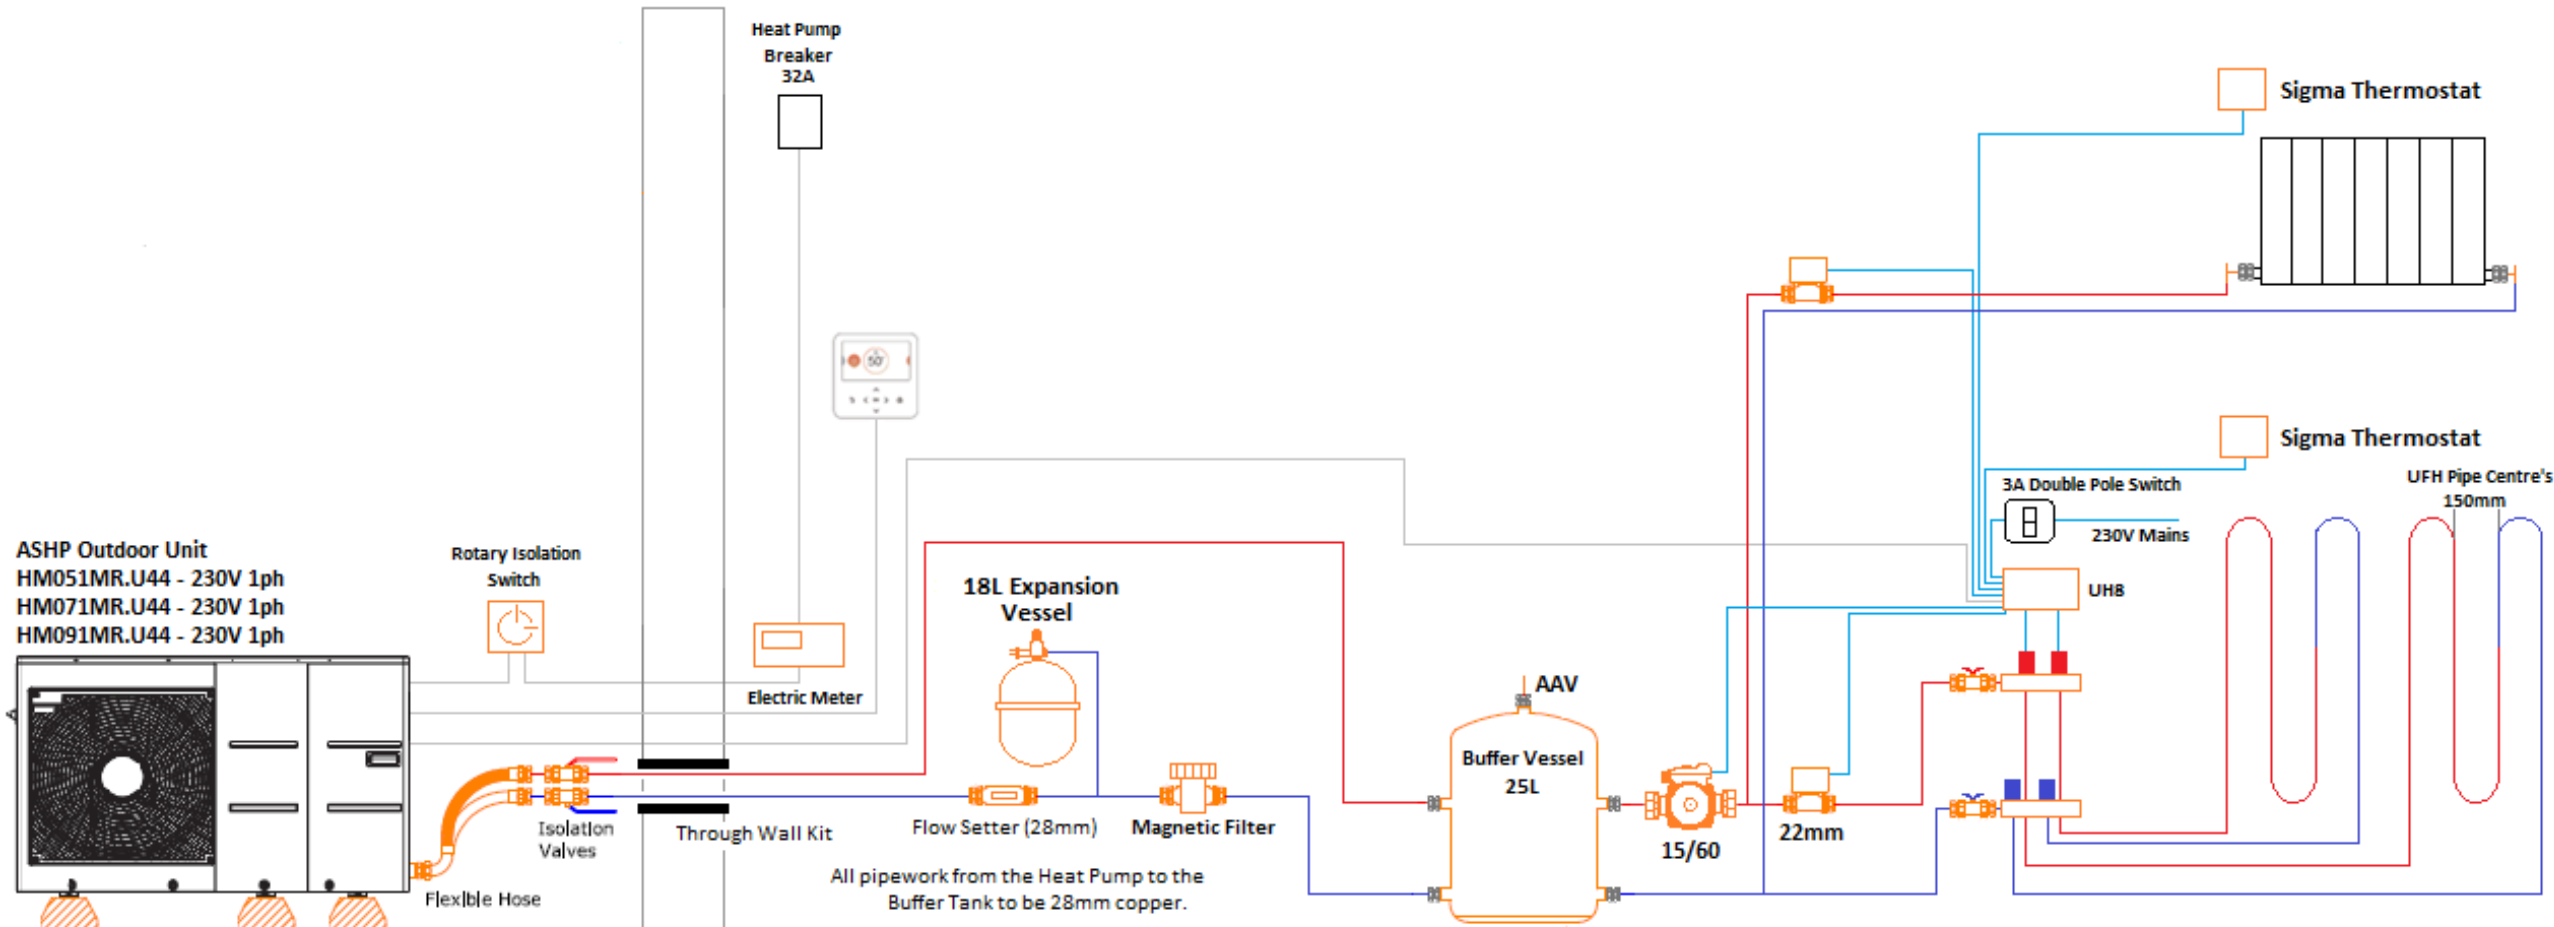 Heat Pump
Breaker
32A
Sigma Thermostat
50°
Sigma Thermostat
UFH Pipe Centre's
150mm
3A Double Pole Switch
230V Mains
ASHP Outdoor Unit
HM051MR.U44 - 230V 1ph
HM071MR.U44 - 230V 1ph
HM091MR.U44 - 230V 1ph
Rotary Isolation
Switch
18L Expansion
Vessel
UH8
Electric Meter
AAV
Buffer Vessel
25L
Isolation
Valves
Through Wall Kit
Flow Setter (28mm)
Magnetic Filter
22mm
15/60
Flexible Hose
All pipework from the Heat Pump to the
Buffer Tank to be 28mm copper.